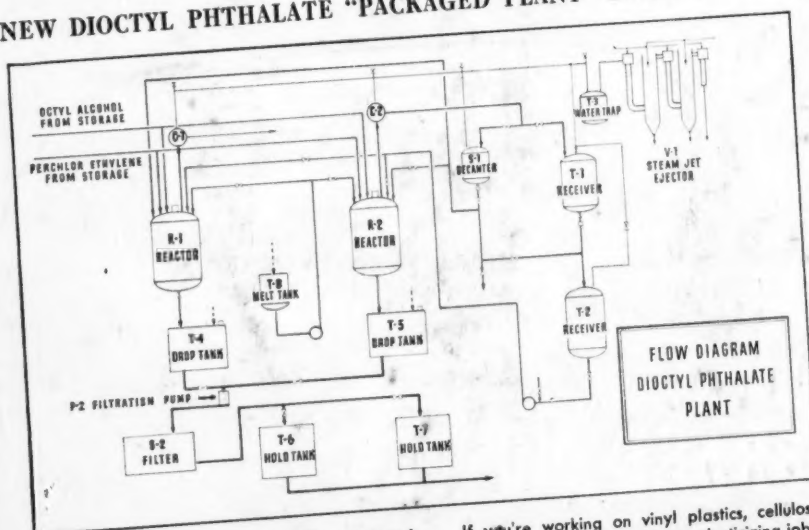 NEW DIOCTYL PHTHALATE "PACKAGED PLANT"
OCTYL ALCOHOL
FROM STORAGE
PERCHLOR ETHYLENE
FROM STORAGE
C-1
C-2
R-1
REACTOR
R-2
REACTOR
S-1
DECANTER
T-3
WATER TRAP
T-1
RECEIVER
V-1
STEAM JET
EJECTOR
T-8
MELT TANK
T-4
DROP TANK
T-5
DROP TANK
T-2
RECEIVER
FLOW DIAGRAM
DIOCTYL PHTHALATE
PLANT
P-2 FILTRATION PUMP
S-2
FILTER
T-6
HOLD TANK
T-7
HOLD TANK
If you're working on vinyl plastics,